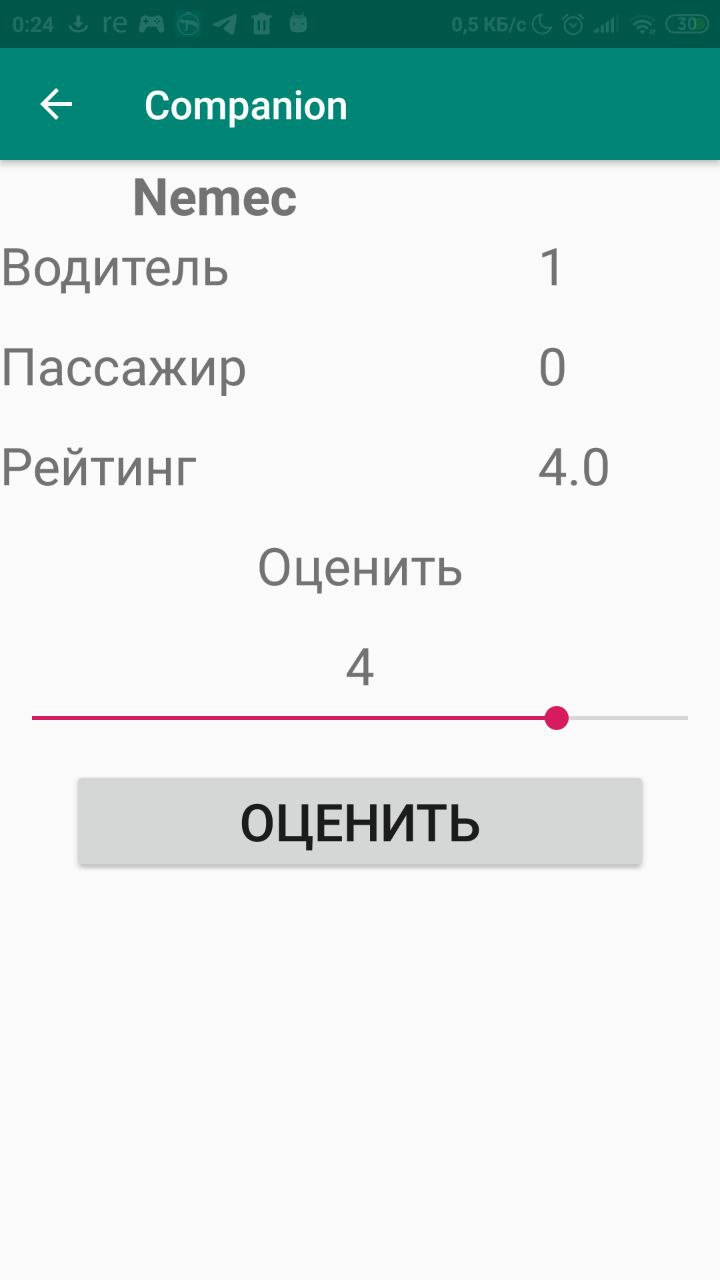 0:24 re 0,5 КБ/с 30
Companion
Nemec
Водитель 1
Пассажир 0
Рейтинг 4.0
Оценить
4
ОЦЕНИТЬ